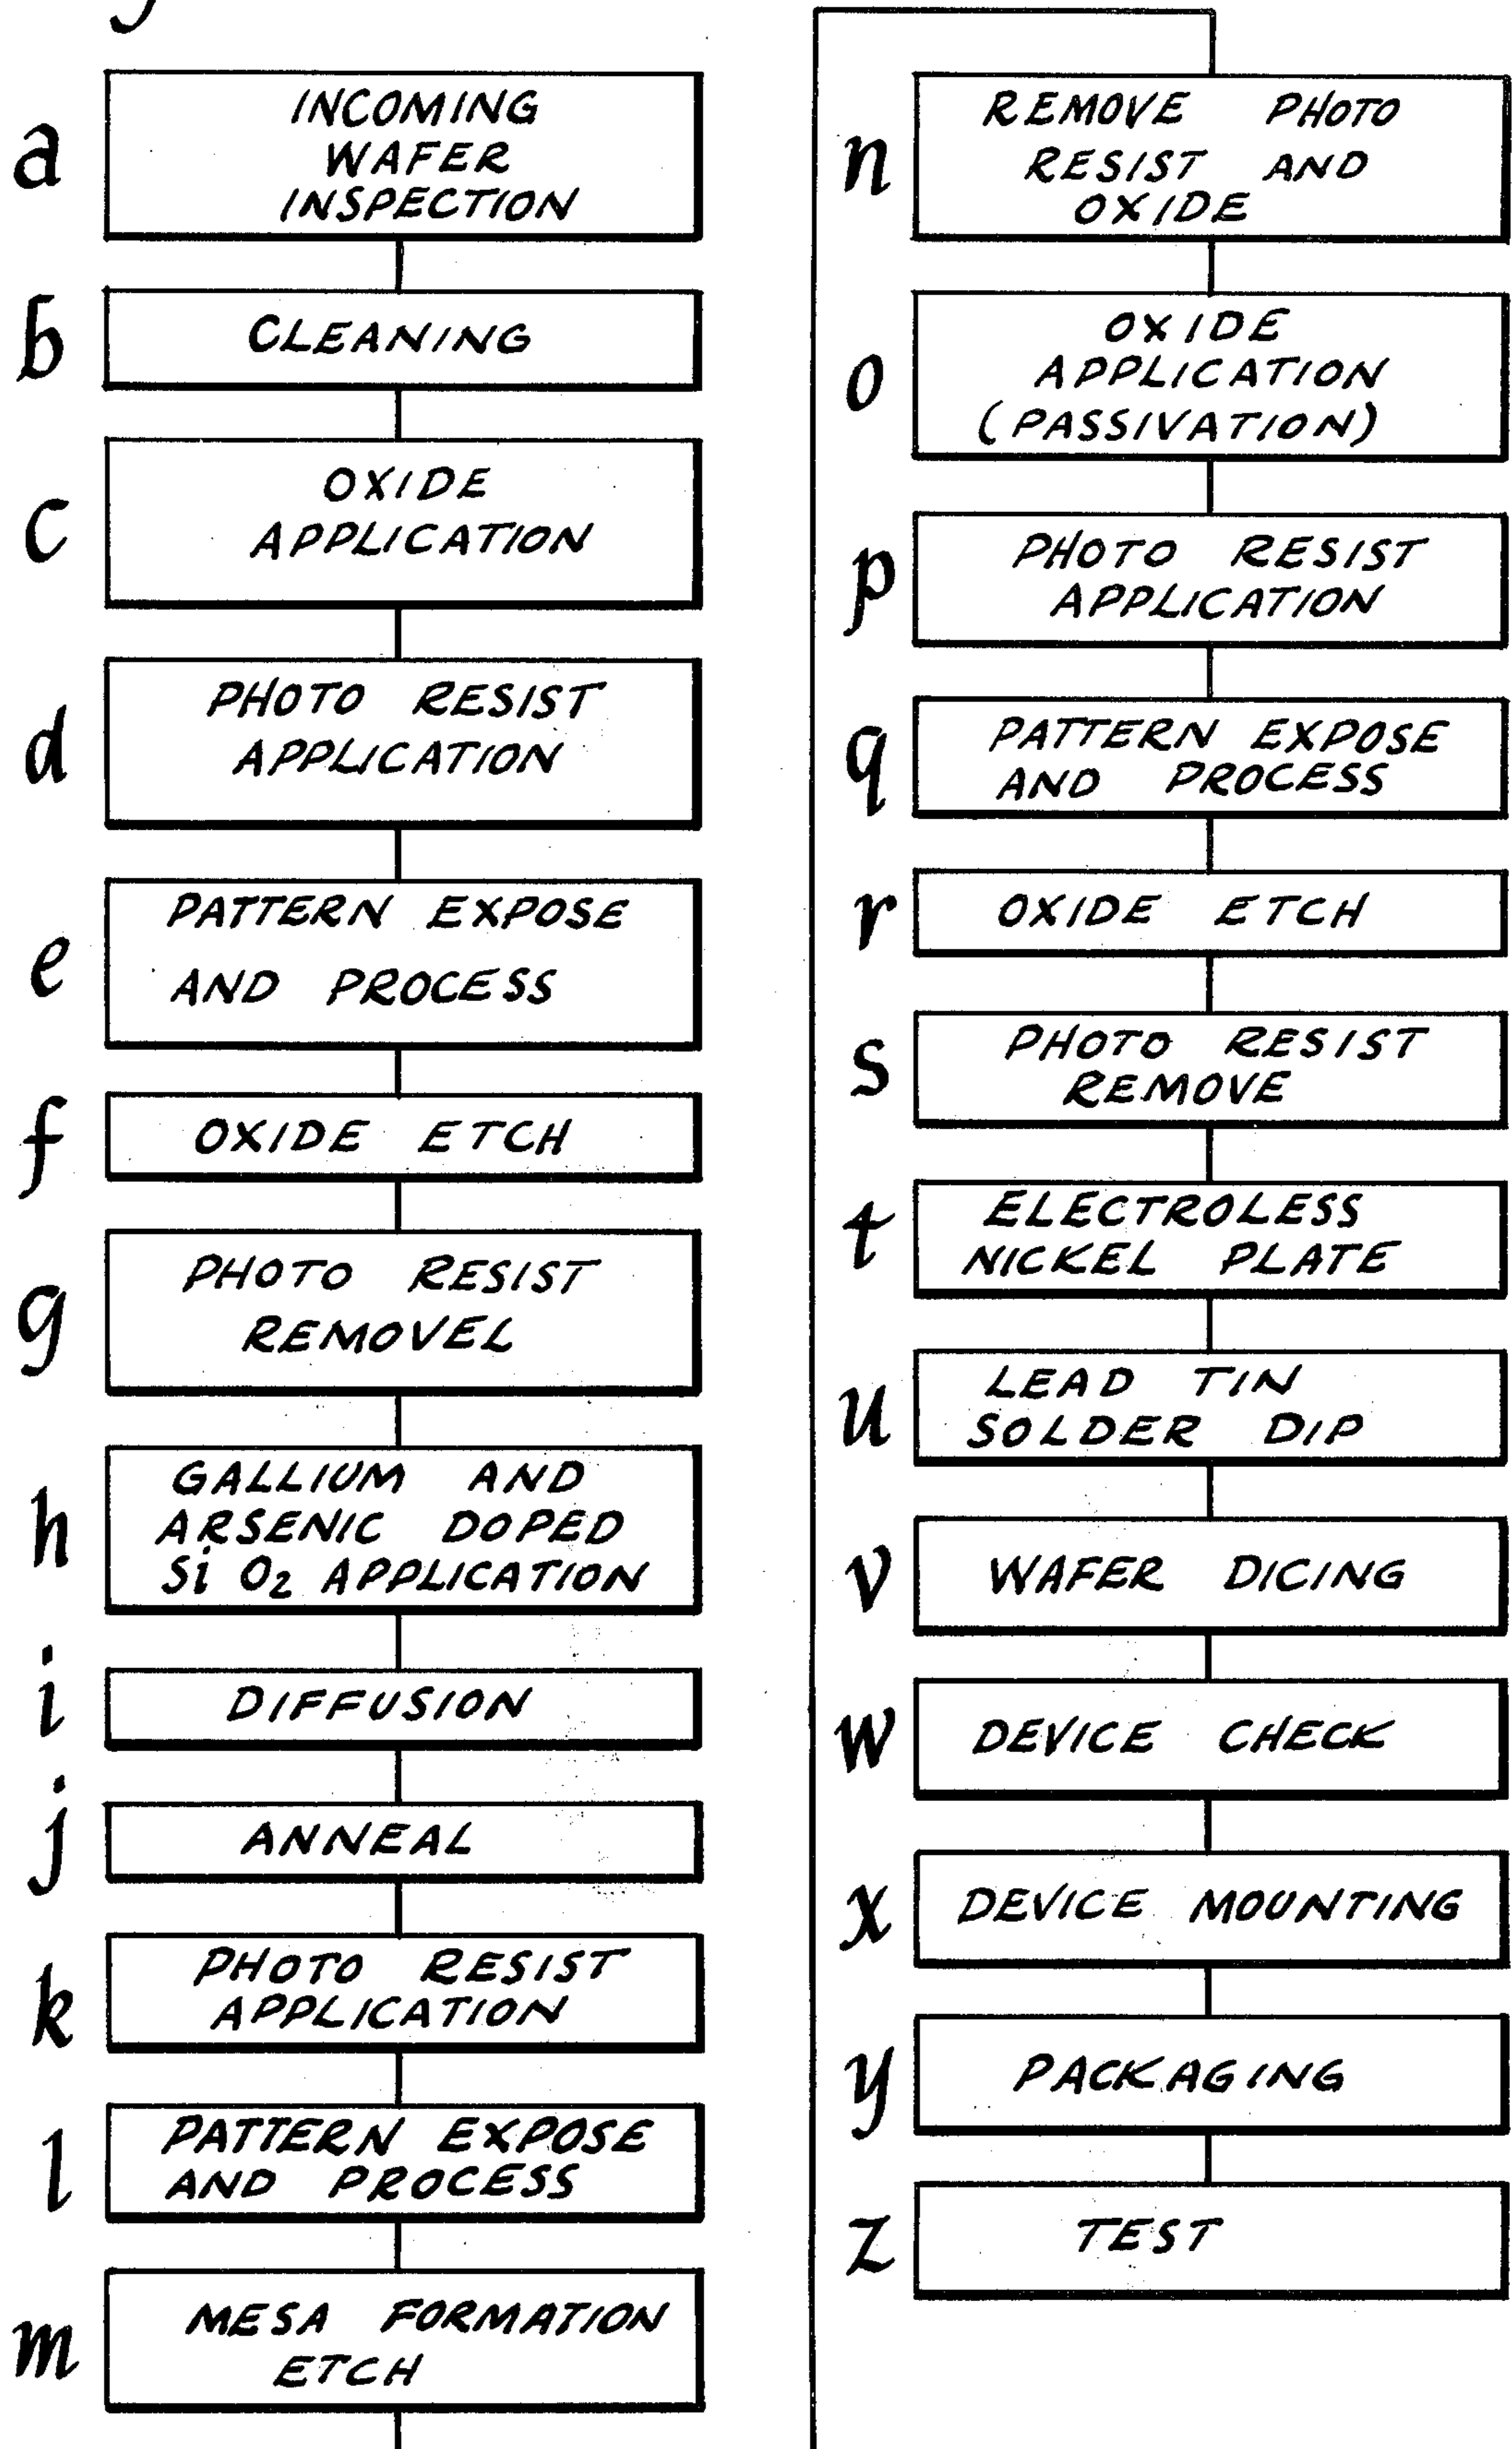 a
INCOMING
WAFER
INSPECTION
b
CLEANING
c
OXIDE
APPLICATION
d
PHOTO RESIST
APPLICATION
e
PATTERN EXPOSE
AND PROCESS
f
OXIDE ETCH
g
PHOTO RESIST
REMOVEL
h
GALLIUM AND
ARSENIC DOPED
Si O₂ APPLICATION
i
DIFFUSION
j
ANNEAL
k
PHOTO RESIST
APPLICATION
l
PATTERN EXPOSE
AND PROCESS
m
MESA FORMATION
ETCH
n
REMOVE PHOTO
RESIST AND
OXIDE
o
OXIDE
APPLICATION
(PASSIVATION)
p
PHOTO RESIST
APPLICATION
q
PATTERN EXPOSE
AND PROCESS
r
OXIDE ETCH
s
PHOTO RESIST
REMOVE
t
ELECTROLESS
NICKEL PLATE
u
LEAD TIN
SOLDER DIP
v
WAFER DICING
w
DEVICE CHECK
x
DEVICE MOUNTING
y
PACKAGING
z
TEST